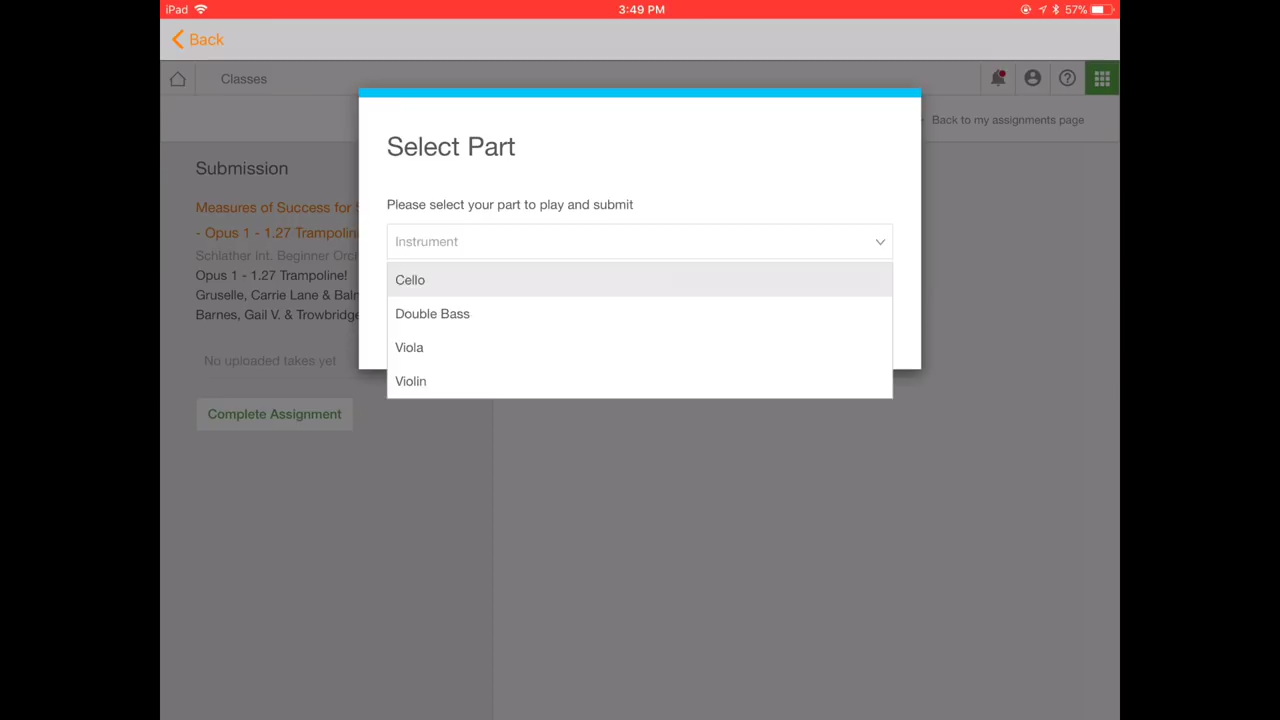 iPad
3:49 PM
57%
Back
Classes
Back to my assignments page
Select Part
Submission
Please select your part to play and submit
Measures of Success for
- Opus 1 - 1.27 Trampolin
Instrument
Schlather Int. Beginner Orc
Opus 1 - 1.27 Trampoline!
Cello
Gruselle, Carrie Lane & Baln
Barnes, Gail V. & Trowbridge
Double Bass
Viola
No uploaded takes yet
Violin
Complete Assignment